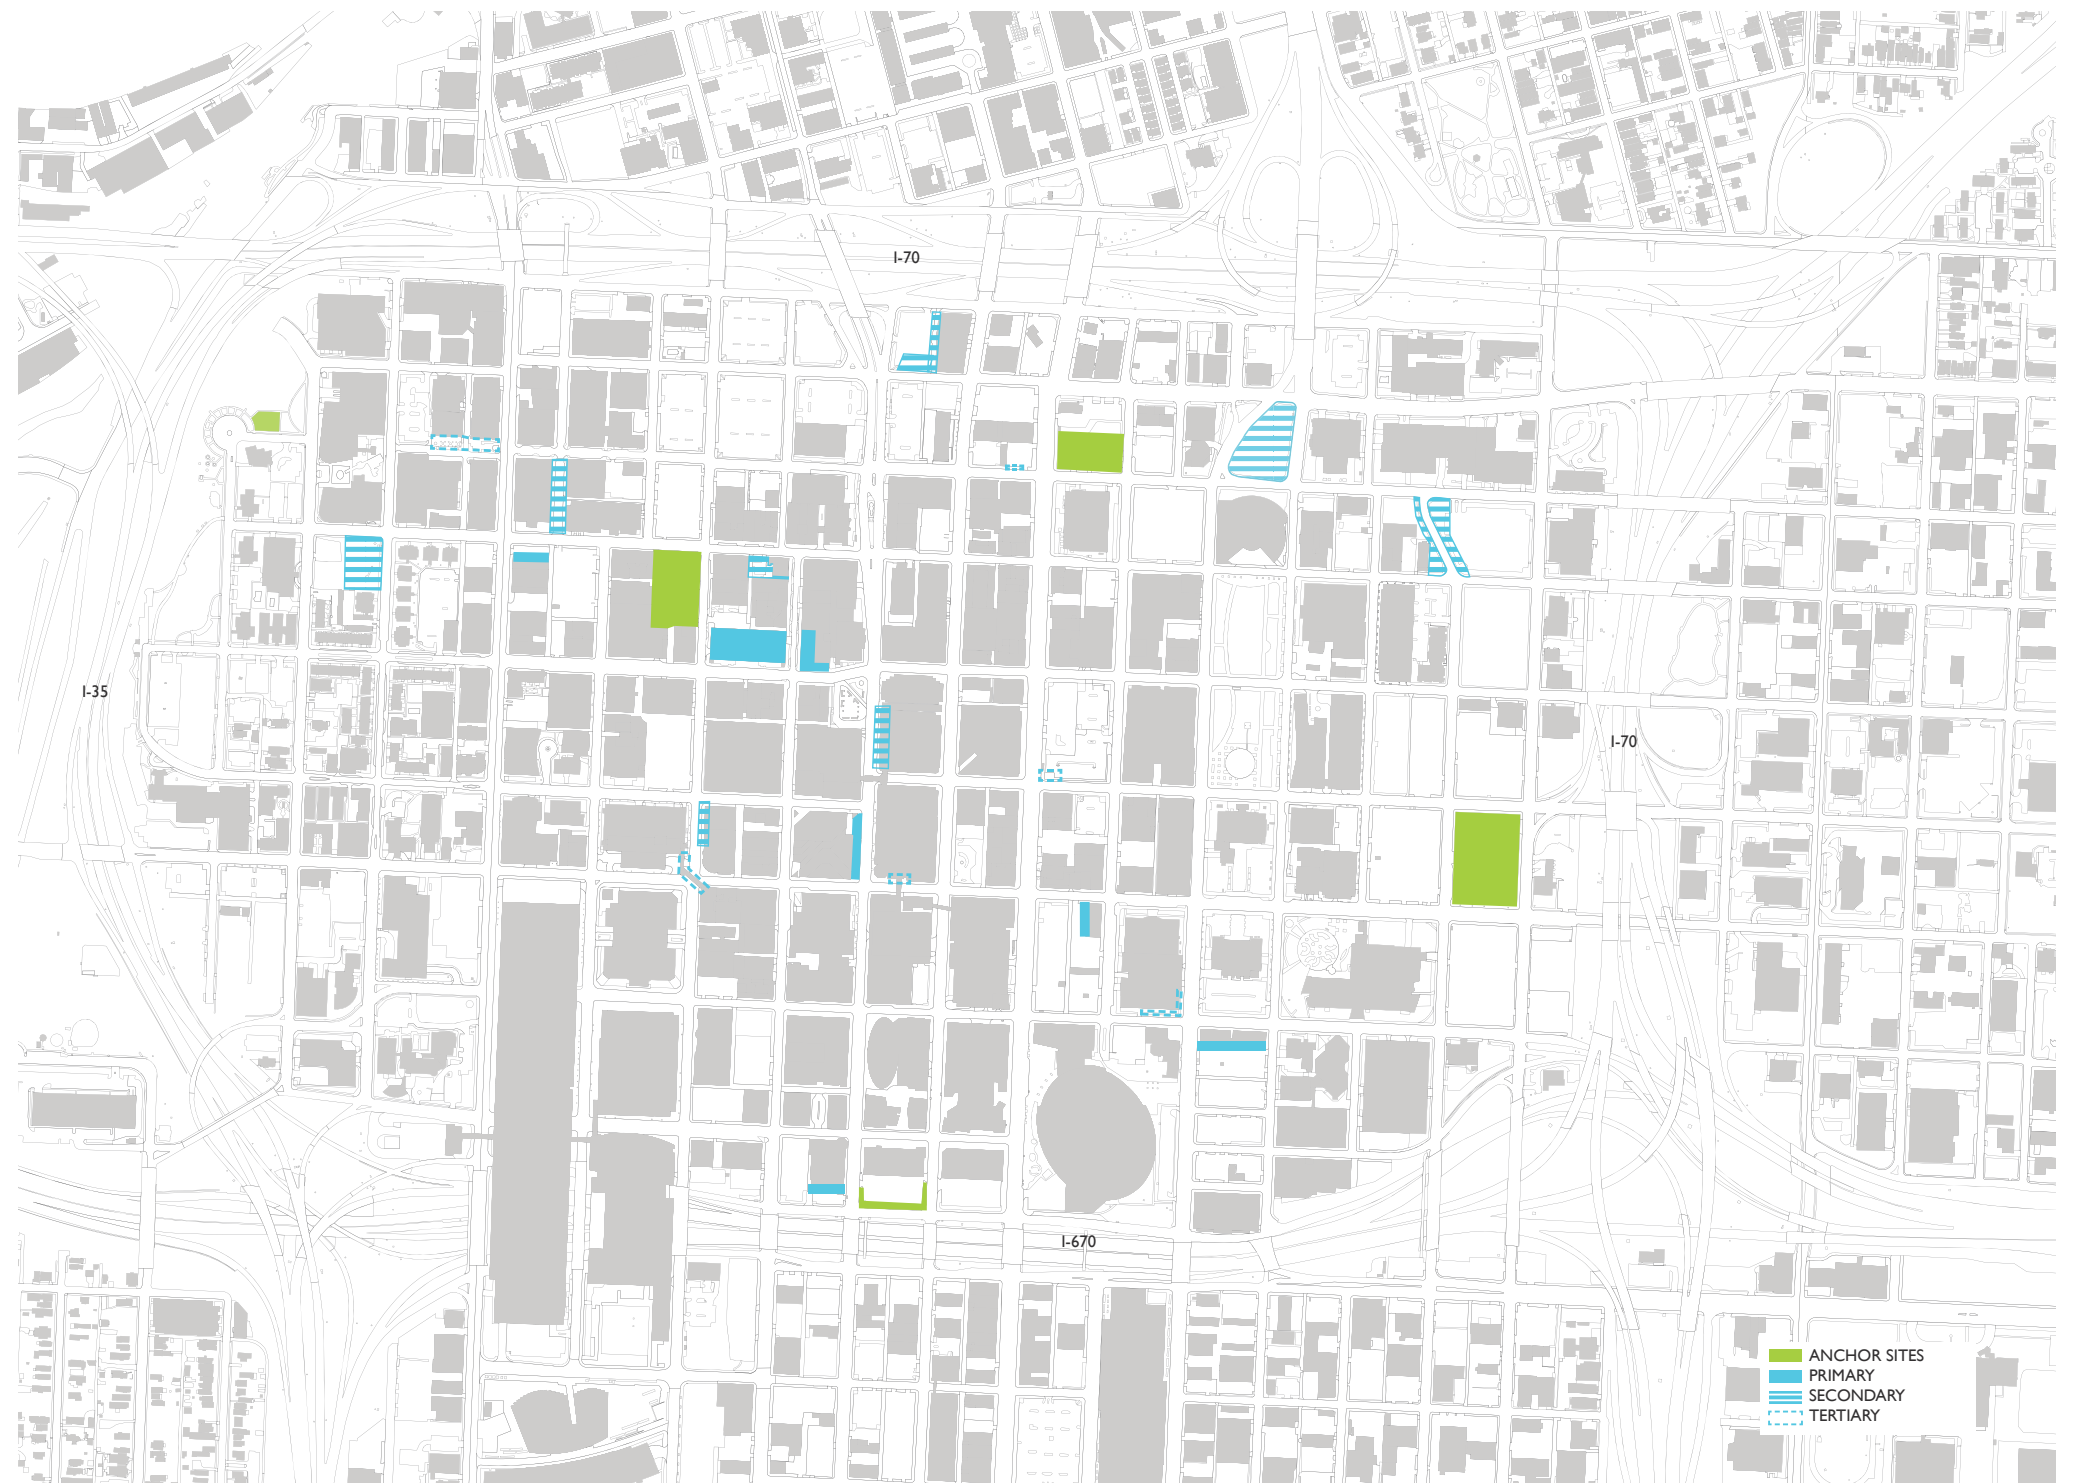 I-70
I-35
I-70
I-670
ANCHOR SITES
PRIMARY
SECONDARY
TERTIARY